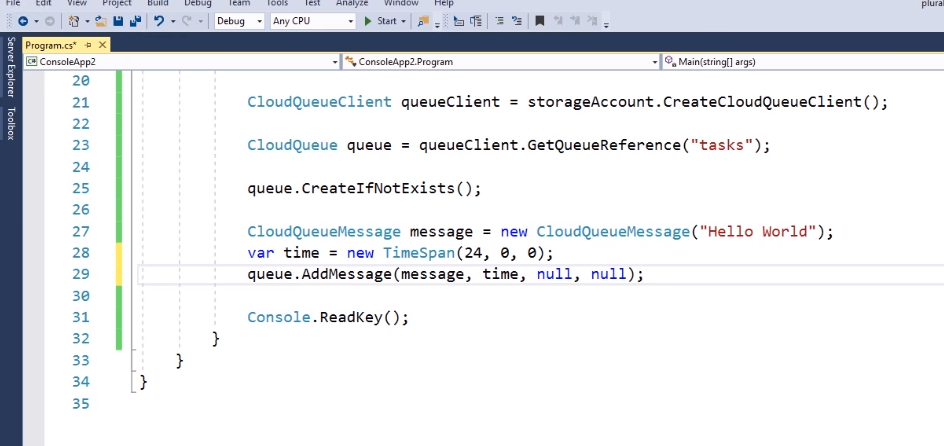 File Edit View Project Build Debug Team Tools Test Analyze Window Help
plura
Debug Any CPU Start
Program.cs*
Server Explorer
Toolbox
ConsoleApp2 ConsoleApp2.Program Main(string[] args)
20
21 CloudQueueClient queueClient = storageAccount.CreateCloudQueueClient();
22
23 CloudQueue queue = queueClient.GetQueueReference("tasks");
24
25 queue.CreateIfNotExists();
26
27 CloudQueueMessage message = new CloudQueueMessage("Hello World");
28 var time = new TimeSpan(24, 0, 0);
29 queue.AddMessage(message, time, null, null);
30
31 Console.ReadKey();
32 }
33 }
34 }
35